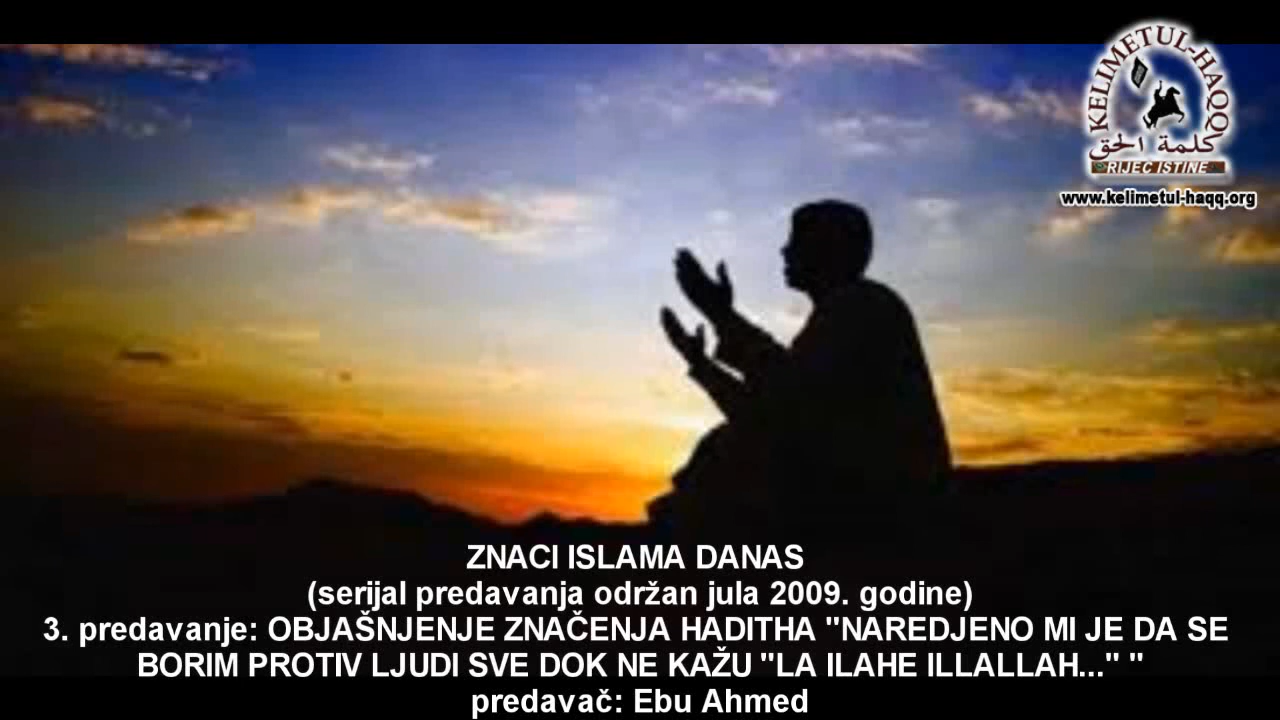 KELIMETUL-HAQQ
كلمة الحق
RIJEC ISTINE
www.kelimetul-haqq.org
ZNACI ISLAMA DANAS
(serijal predavanja održan jula 2009. godine)
3. predavanje: OBJAŠNJENJE ZNAČENJA HADITHA "NAREDJENO MI JE DA SE
BORIM PROTIV LJUDI SVE DOK NE KAŽU "LA ILAHE ILLALLAH..." "
predavač: Ebu Ahmed